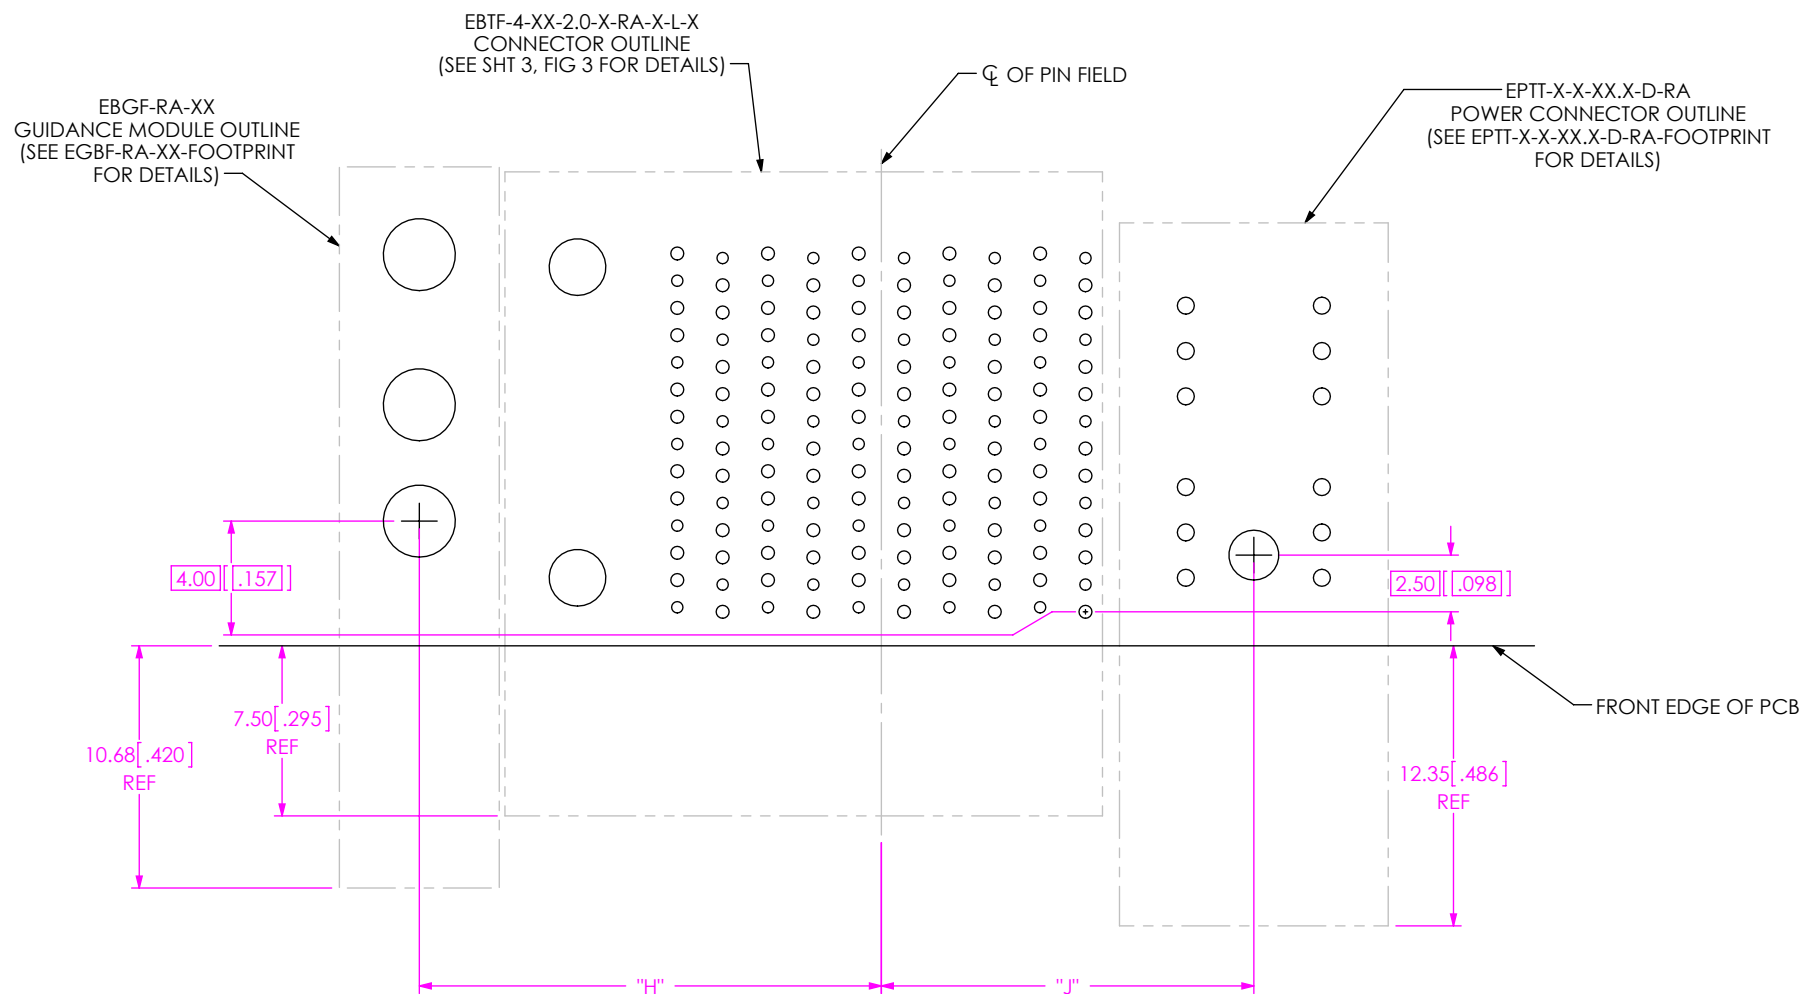 EBTF-4-XX-2.0-X-RA-X-L-X
CONNECTOR OUTLINE
(SEE SHT 3, FIG 3 FOR DETAILS)
℄ OF PIN FIELD
EBGF-RA-XX
GUIDANCE MODULE OUTLINE
(SEE EGBF-RA-XX-FOOTPRINT
FOR DETAILS)
EPTT-X-X-XX.X-D-RA
POWER CONNECTOR OUTLINE
(SEE EPTT-X-X-XX.X-D-RA-FOOTPRINT
FOR DETAILS)
4.00[.157]
2.50[.098]
7.50[.295]
REF
10.68[.420]
REF
FRONT EDGE OF PCB
12.35[.486]
REF
"H"
"J"